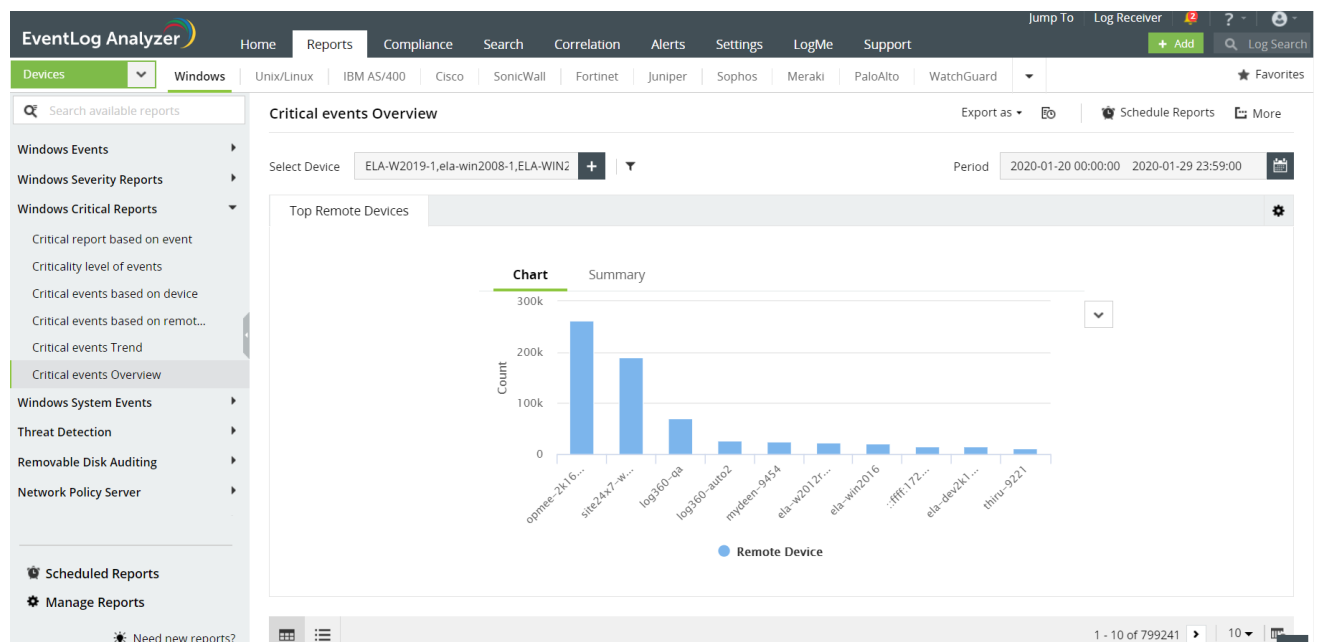 Jump To Log Receiver 2 ?
EventLog Analyzer
Home Reports Compliance Search Correlation Alerts Settings LogMe Support
+ Add Log Search
Devices Windows Unix/Linux IBM AS/400 Cisco SonicWall Fortinet Juniper Sophos Meraki PaloAlto WatchGuard Favorites
Search available reports
Critical events Overview
Export as Schedule Reports More
Windows Events
Windows Severity Reports
Windows Critical Reports
Critical report based on event
Criticality level of events
Critical events based on device
Critical events based on remot...
Critical events Trend
Critical events Overview
Windows System Events
Threat Detection
Removable Disk Auditing
Network Policy Server
Scheduled Reports
Manage Reports
Need new reports?
Select Device ELA-W2019-1,ela-win2008-1,ELA-WIN2
Period 2020-01-20 00:00:00 2020-01-29 23:59:00
Top Remote Devices
Chart Summary
Count
300k
200k
100k
0
opmee-2k16...
site24x7-w...
log360-qa
log360-auto2
mydeen-9454
ela-w2012r...
ela-win2016
::ffff:172...
ela-dev2k1...
thiru-9221
Remote Device
1 - 10 of 799241 10